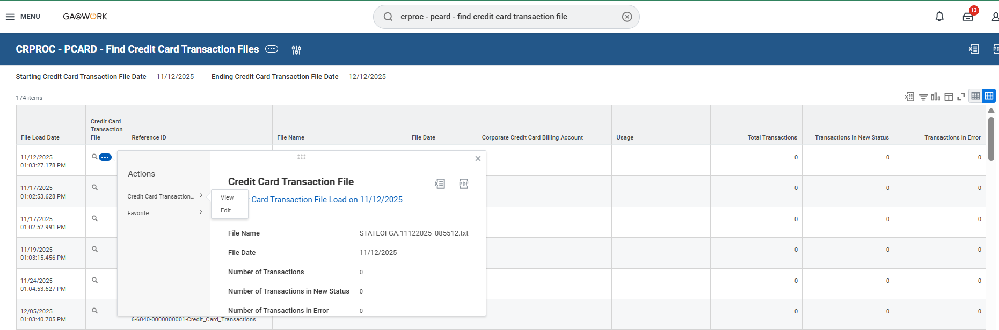 MENU
GA@WORK
crproc - pcard - find credit card transaction file
13
CRPROC - PCARD - Find Credit Card Transaction Files
Starting Credit Card Transaction File Date 11/12/2025 Ending Credit Card Transaction File Date 12/12/2025
174 items
File Load Date
Credit Card
Transaction
File
Reference ID
File Name
File Date
Corporate Credit Card Billing Account
Usage
Total Transactions
Transactions in New Status
Transactions in Error
11/12/2025
01:03:27.178 PM
0 0 0
11/17/2025
01:02:53.628 PM
0 0 0
11/17/2025
01:02:52.991 PM
0 0 0
11/19/2025
01:03:15.456 PM
0 0 0
11/24/2025
01:04:53.627 PM
0 0 0
12/05/2025
01:03:40.705 PM
6-6040-0000000001-Credit_Card_Transactions
0 0 0
Actions
Credit Card Transaction...
Favorite
View
Edit
Credit Card Transaction File
Card Transaction File Load on 11/12/2025
File Name STATEOFGA.11122025_085512.txt
File Date 11/12/2025
Number of Transactions 0
Number of Transactions in New Status 0
Number of Transactions in Error 0
PDF